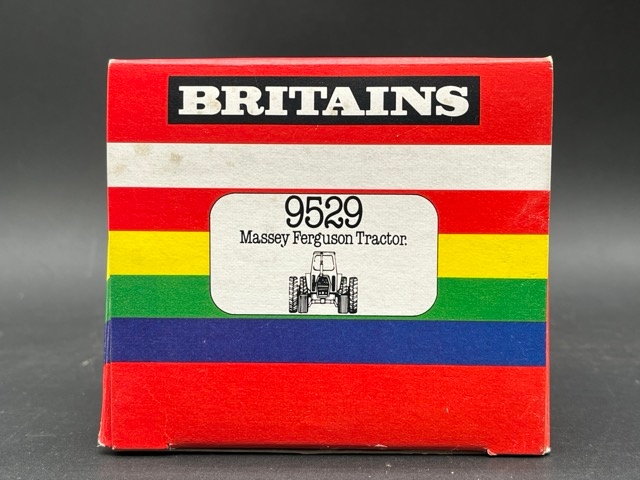 BRITAINS
9529
Massey Ferguson Tractor.